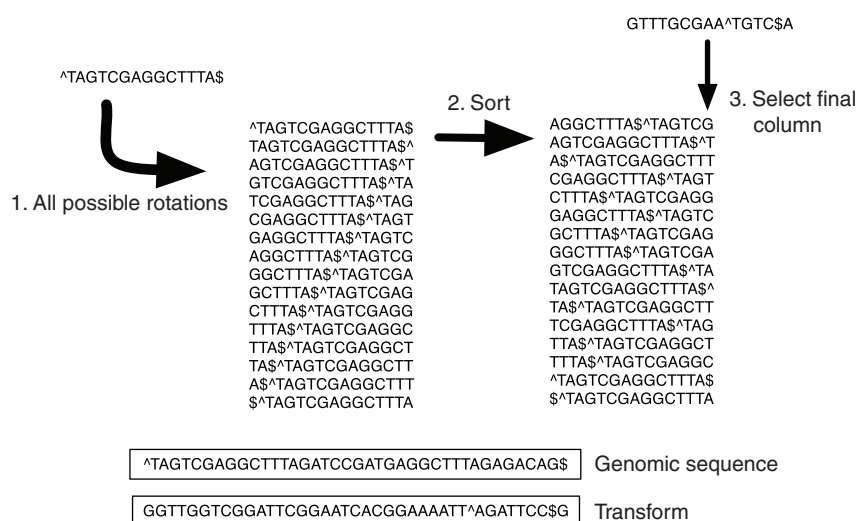 GTTTGCGAA^TGTC$A
^TAGTCGAGGCTTTA$
2. Sort
3. Select final
column
1. All possible rotations
^TAGTCGAGGCTTTA$
TAGTCGAGGCTTTA$^
AGTCGAGGCTTTA$^T
GTCGAGGCTTTA$^TA
TCGAGGCTTTA$^TAG
CGAGGCTTTA$^TAGT
GAGGCTTTA$^TAGTC
AGGCTTTA$^TAGTCG
GGCTTTA$^TAGTCGA
GCTTTA$^TAGTCGAG
CTTTA$^TAGTCGAGG
TTTA$^TAGTCGAGGC
TTA$^TAGTCGAGGCT
TA$^TAGTCGAGGCTT
A$^TAGTCGAGGCTTT
$^TAGTCGAGGCTTTA
AGGCTTTA$^TAGTCG
AGTCGAGGCTTTA$^T
A$^TAGTCGAGGCTTT
CGAGGCTTTA$^TAGT
CTTTA$^TAGTCGAGG
GAGGCTTTA$^TAGTC
GCTTTA$^TAGTCGAG
GGCTTTA$^TAGTCGA
GTCGAGGCTTTA$^TA
TAGTCGAGGCTTTA$^
TA$^TAGTCGAGGCTT
TCGAGGCTTTA$^TAG
TTA$^TAGTCGAGGCT
TTTA$^TAGTCGAGGC
^TAGTCGAGGCTTTA$
$^TAGTCGAGGCTTTA
^TAGTCGAGGCTTTAGATCCGATGAGGCTTTAGAGACAG$ Genomic sequence
GGTTGGTCGGATTCGGAATCACGGAAAATT^AGATTCC$G Transform